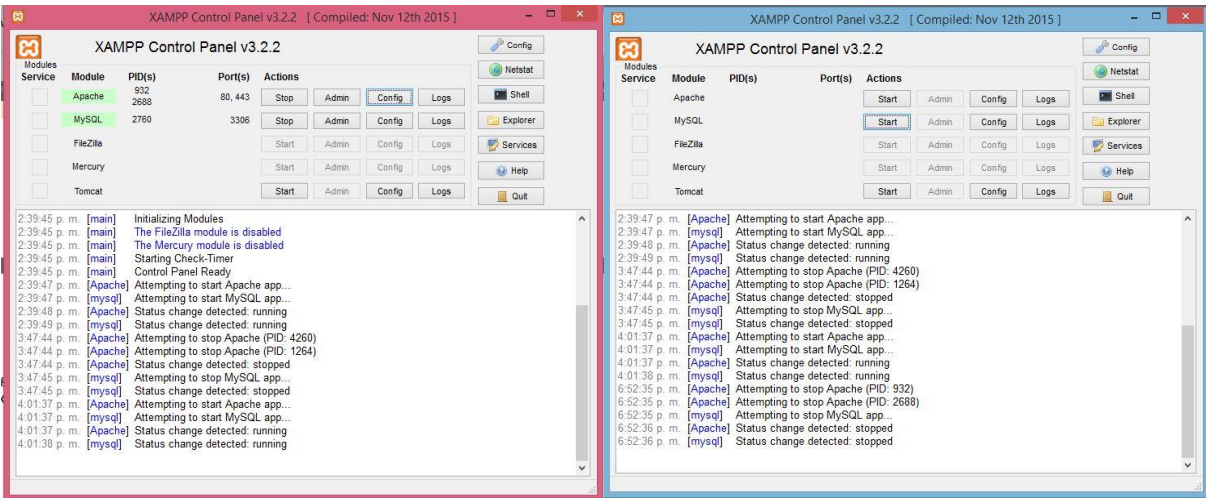 XAMPP Control Panel v3.2.2 [ Compiled: Nov 12th 2015 ]
XAMPP Control Panel v3.2.2
Config
Modules
Service Module PID(s) Port(s) Actions
Netstat
Apache 932 2688 80, 443 Stop Admin Config Logs
Shell
MySQL 2760 3306 Stop Admin Config Logs
Explorer
FileZilla Start Admin Config Logs
Services
Mercury Start Admin Config Logs
Help
Tomcat Start Admin Config Logs
Quit
2:39:45 p. m. [main] Initializing Modules
2:39:45 p. m. [main] The FileZilla module is disabled
2:39:45 p. m. [main] The Mercury module is disabled
2:39:45 p. m. [main] Starting Check-Timer
2:39:45 p. m. [main] Control Panel Ready
2:39:47 p. m. [Apache] Attempting to start Apache app...
2:39:47 p. m. [mysql] Attempting to start MySQL app...
2:39:48 p. m. [Apache] Status change detected: running
2:39:49 p. m. [mysql] Status change detected: running
3:47:44 p. m. [Apache] Attempting to stop Apache (PID: 4260)
3:47:44 p. m. [Apache] Attempting to stop Apache (PID: 1264)
3:47:44 p. m. [Apache] Status change detected: stopped
3:47:45 p. m. [mysql] Attempting to stop MySQL app...
3:47:45 p. m. [mysql] Status change detected: stopped
4:01:37 p. m. [Apache] Attempting to start Apache app...
4:01:37 p. m. [mysql] Attempting to start MySQL app...
4:01:37 p. m. [Apache] Status change detected: running
4:01:38 p. m. [mysql] Status change detected: running
XAMPP Control Panel v3.2.2 [ Compiled: Nov 12th 2015 ]
XAMPP Control Panel v3.2.2
Config
Modules
Service Module PID(s) Port(s) Actions
Netstat
Apache Start Admin Config Logs
Shell
MySQL Start Admin Config Logs
Explorer
FileZilla Start Admin Config Logs
Services
Mercury Start Admin Config Logs
Help
Tomcat Start Admin Config Logs
Quit
2:39:47 p. m. [Apache] Attempting to start Apache app...
2:39:47 p. m. [mysql] Attempting to start MySQL app...
2:39:48 p. m. [Apache] Status change detected: running
2:39:49 p. m. [mysql] Status change detected: running
3:47:44 p. m. [Apache] Attempting to stop Apache (PID: 4260)
3:47:44 p. m. [Apache] Attempting to stop Apache (PID: 1264)
3:47:44 p. m. [Apache] Status change detected: stopped
3:47:45 p. m. [mysql] Attempting to stop MySQL app...
3:47:45 p. m. [mysql] Status change detected: stopped
4:01:37 p. m. [Apache] Attempting to start Apache app...
4:01:37 p. m. [mysql] Attempting to start MySQL app...
4:01:37 p. m. [Apache] Status change detected: running
4:01:38 p. m. [mysql] Status change detected: running
6:52:35 p. m. [Apache] Attempting to stop Apache (PID: 932)
6:52:35 p. m. [Apache] Attempting to stop Apache (PID: 2688)
6:52:35 p. m. [mysql] Attempting to stop MySQL app...
6:52:36 p. m. [Apache] Status change detected: stopped
6:52:36 p. m. [mysql] Status change detected: stopped